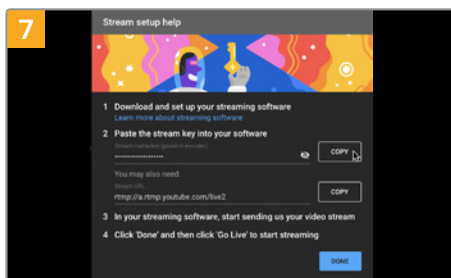 7
Stream setup help
1 Download and set up your streaming software
Learn more about streaming software
2 Paste the stream key into your software
Stream name/key (paste in encoder)
••••••••••••••••••••
COPY
You may also need:
Stream URL
rtmp://a.rtmp.youtube.com/live2
COPY
3 In your streaming software, start sending us your video stream
4 Click 'Done' and then click 'Go Live' to start streaming
DONE